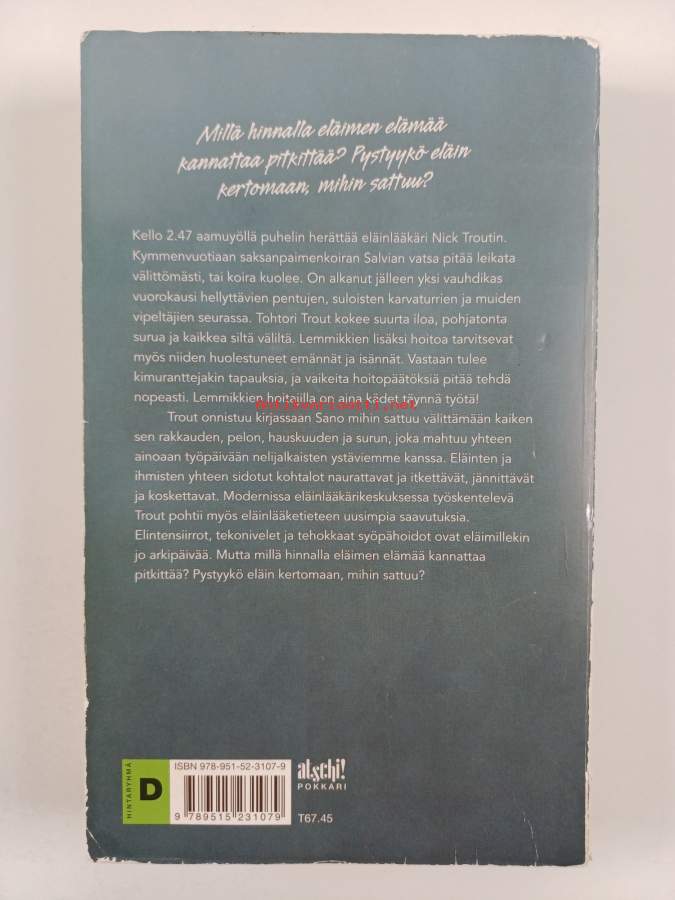 Millä hinnalla eläimen elämää
kannattaa pitkittää? Pystyykö eläin
kertomaan, mihin sattuu?
Kello 2.47 aamuyöllä puhelin herättää eläinlääkäri Nick Troutin.
Kymmenvuotiaan saksanpaimenkoiran Salvian vatsa pitää leikata
välittömästi, tai koira kuolee. On alkanut jälleen yksi vauhdikas
vuorokausi hellyttävien pentujen, suloisten karvaturrien ja muiden
vipeltäjien seurassa. Tohtori Trout kokee suurta iloa, pohjatonta
surua ja kaikkea siltä väliltä. Lemmikkien lisäksi hoitoa tarvitsevat
myös niiden huolestuneet emännät ja isännät. Vastaan tulee
kimuranttejakin tapauksia, ja vaikeita hoitopäätöksiä pitää tehdä
nopeasti. Lemmikkien hoitajilla on aina kädet täynnä työtä!
antikvariaatti.net
Trout onnistuu kirjassaan Sano mihin sattuu välittämään kaiken
sen rakkauden, pelon, hauskuuden ja surun, joka mahtuu yhteen
ainoaan työpäivään nelijalkaisten ystäviemme kanssa. Eläinten ja
ihmisten yhteen sidotut kohtalot naurattavat ja itkettävät, jännittävät
ja koskettavat. Modernissa eläinlääkärikeskuksessa työskentelevä
Trout pohtii myös eläinlääketieteen uusimpia saavutuksia.
Elintensiirrot, tekonivelet ja tehokkaat syöpähoidot ovat eläimillekin
jo arkipäivää. Mutta millä hinnalla eläimen elämää kannattaa
pitkittää? Pystyykö eläin kertomaan, mihin sattuu?
HINTARYHMÄ
D
ISBN 978-951-52-3107-9
9 789515 231079
atschi!
POKKARI
T67.45